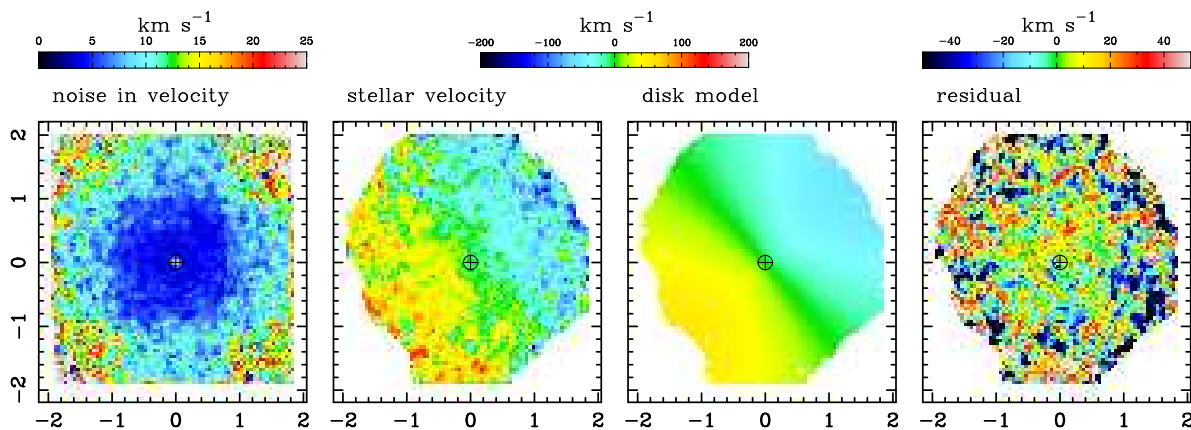 km s⁻¹ km s⁻¹ km s⁻¹
0 5 10 15 20 25 -200 -100 0 100 200 -40 -20 0 20 40
noise in velocity stellar velocity disk model residual
2
1
0
−1
−2
−2 −1 0 1 2 −2 −1 0 1 2 −2 −1 0 1 2 −2 −1 0 1 2